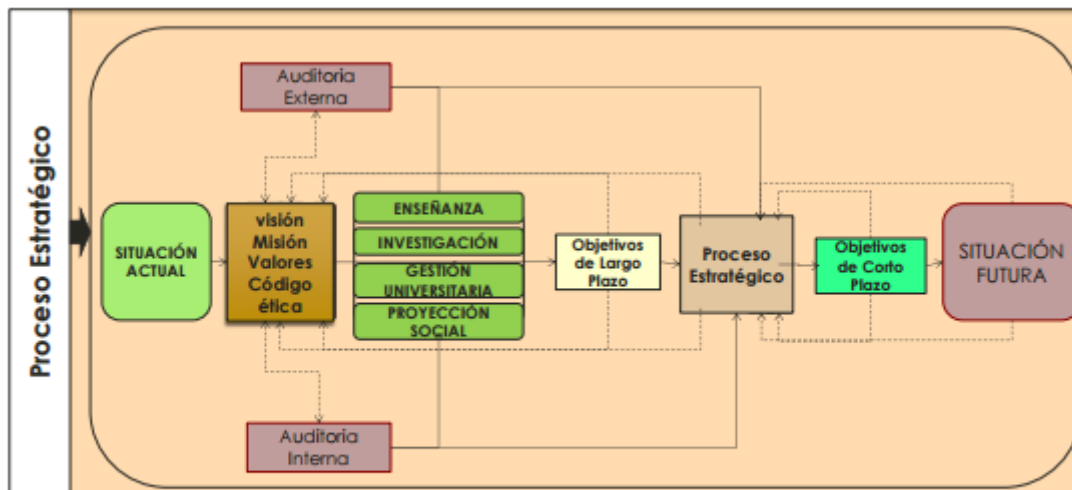 Proceso Estratégico
Auditoria
Externa
SITUACIÓN
ACTUAL
visión
Misión
Valores
Código
ética
ENSEÑANZA
INVESTIGACIÓN
GESTIÓN
UNIVERSITARIA
PROYECCIÓN
SOCIAL
Objetivos
de Largo
Plazo
Proceso
Estratégico
Objetivos
de Corto
Plazo
SITUACIÓN
FUTURA
Auditoria
Interna